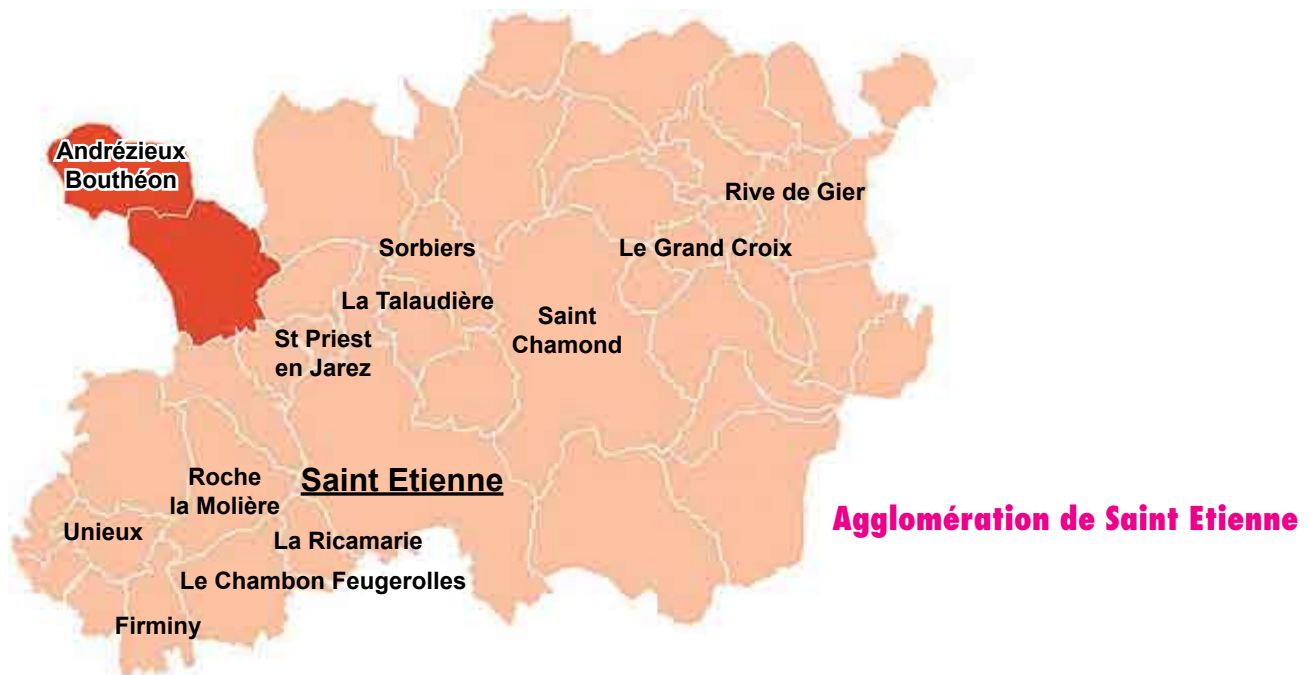 Andrézieux
Bouthéon
Rive de Gier
Sorbiers
Le Grand Croix
La Talaudière
Saint
Chamond
St Priest
en Jarez
Roche
la Molière
Saint Etienne
Agglomération de Saint Etienne
Unieux
La Ricamarie
Le Chambon Feugerolles
Firminy